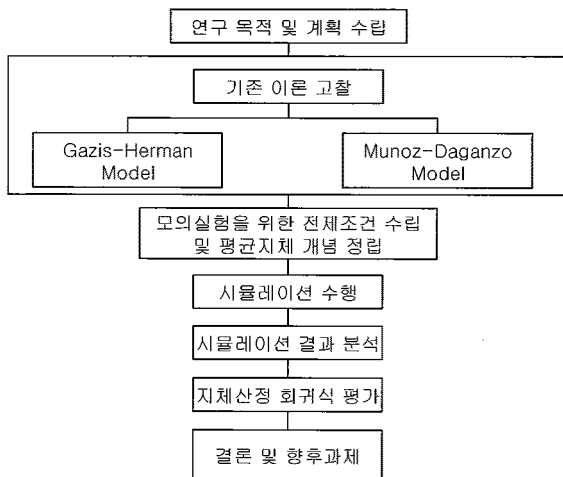 연구 목적 및 계획 수립
기존 이론 고찰
Gazis-Herman
Model
Munoz-Daganzo
Model
모의실험을 위한 전제조건 수립
및 평균지체 개념 정립
시뮬레이션 수행
시뮬레이션 결과 분석
지체산정 회귀식 평가
결론 및 향후과제